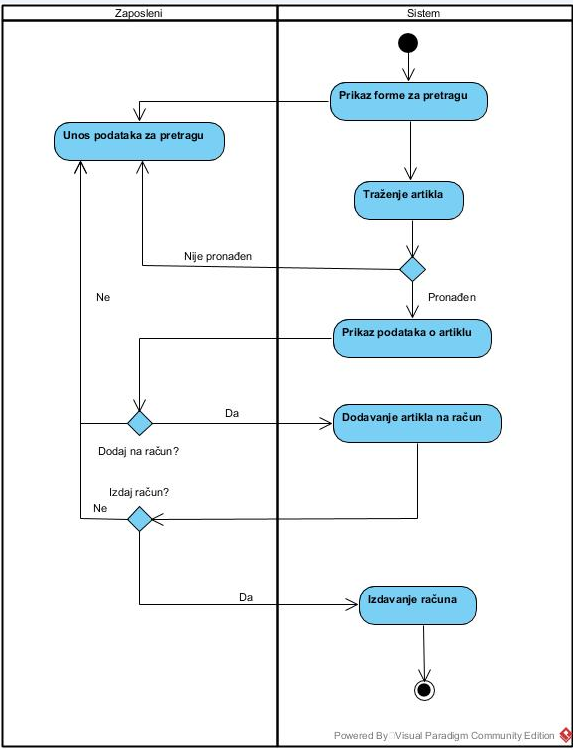 Zaposleni
Sistem
Prikaz forme za pretragu
Unos podataka za pretragu
Traženje artikla
Nije pronađen
Pronađen
Ne
Prikaz podataka o artiklu
Da
Dodavanje artikla na račun
Dodaj na račun?
Izdaj račun?
Ne
Da
Izdavanje računa
Powered By Visual Paradigm Community Edition